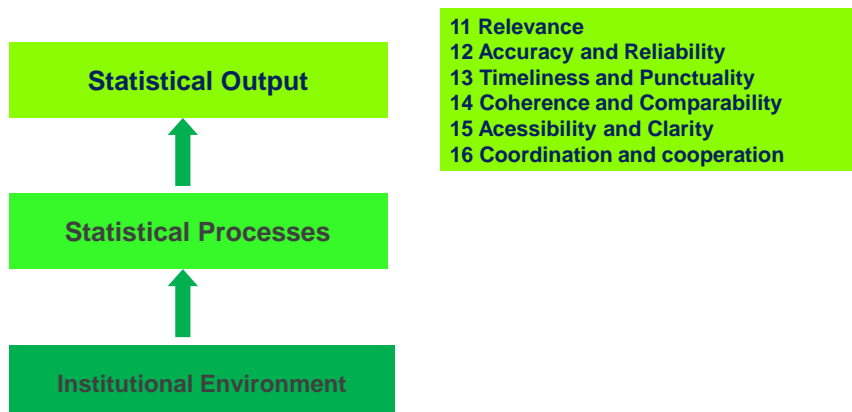 Statistical Output
11 Relevance
12 Accuracy and Reliability
13 Timeliness and Punctuality
14 Coherence and Comparability
15 Acessibility and Clarity
16 Coordination and cooperation
Statistical Processes
Institutional Environment